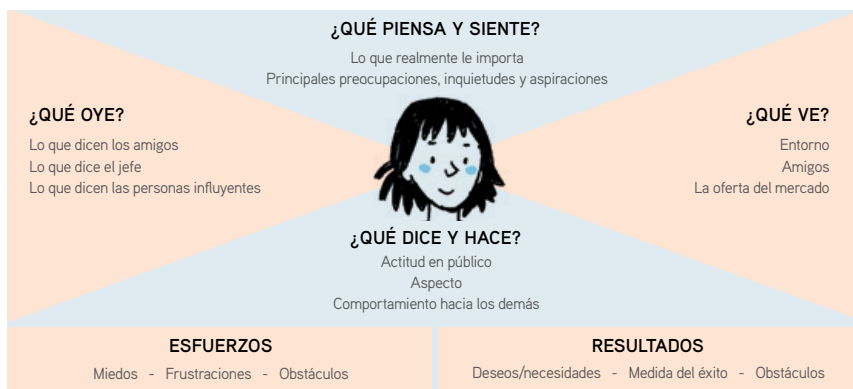 ¿QUÉ PIENSA Y SIENTE?
Lo que realmente le importa
Principales preocupaciones, inquietudes y aspiraciones
¿QUÉ OYE?
Lo que dicen los amigos
Lo que dice el jefe
Lo que dicen las personas influyentes
¿QUÉ VE?
Entorno
Amigos
La oferta del mercado
¿QUÉ DICE Y HACE?
Actitud en público
Aspecto
Comportamiento hacia los demás
ESFUERZOS
Miedos - Frustraciones - Obstáculos
RESULTADOS
Deseos/necesidades - Medida del éxito - Obstáculos